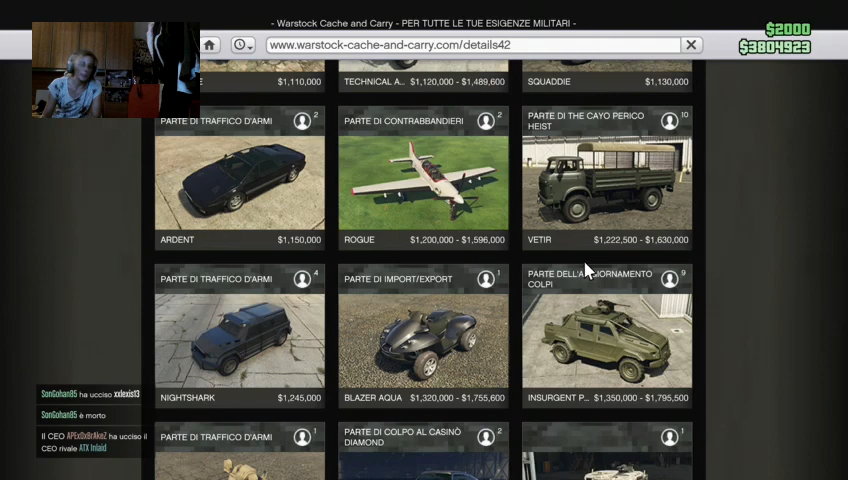 - Warstock Cache and Carry - PER TUTTE LE TUE ESIGENZE MILITARI -
$2000
$3804923
www.warstock-cache-and-carry.com/details42
$1,110,000
TECHNICAL A... $1,120,000 - $1,489,600
SQUADDIE $1,130,000
PARTE DI TRAFFICO D'ARMI 2
PARTE DI CONTRABBANDIERI 2
PARTE DI THE CAYO PERICO
HEIST 10
ARDENT $1,150,000
ROGUE $1,200,000 - $1,596,000
VETIR $1,222,500 - $1,630,000
PARTE DI TRAFFICO D'ARMI 4
PARTE DI IMPORT/EXPORT 1
PARTE DELL'A GIORNAMENTO
COLPI 9
NIGHTSHARK $1,245,000
BLAZER AQUA $1,320,000 - $1,755,600
INSURGENT P... $1,350,000 - $1,795,500
SonGohan85 ha ucciso xxlexist3
SonGohan85 è morto
Il CEO APExDxBrAkeZ ha ucciso il
CEO rivale ATX Inlaid
PARTE DI TRAFFICO D'ARMI 1
PARTE DI COLPO AL CASINÒ
DIAMOND 2
1